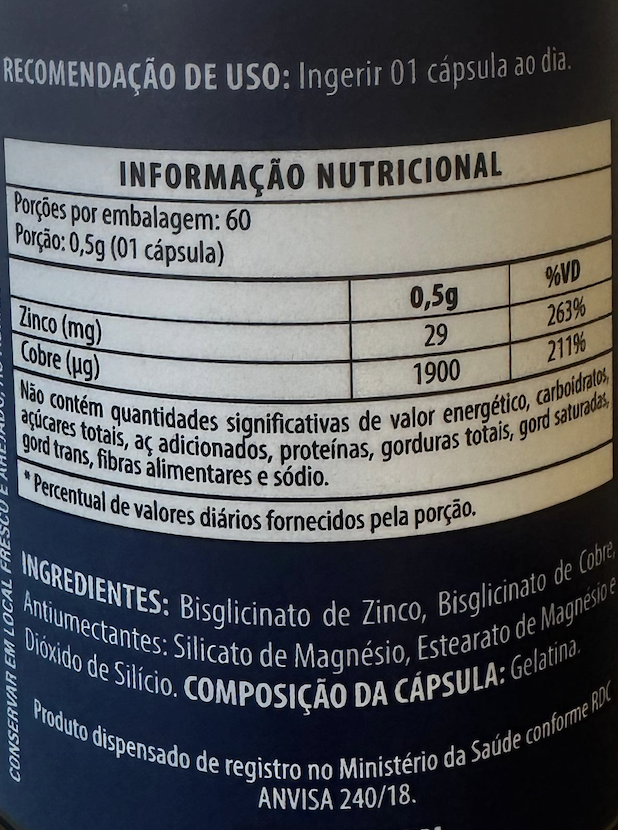 RECOMENDAÇÃO DE USO: Ingerir 01 cápsula ao dia.
INFORMAÇÃO NUTRICIONAL
Porções por embalagem: 60
Porção: 0,5g (01 cápsula)
0,5g %VD
Zinco (mg) 29 263%
Cobre (µg) 1900 211%
Não contém quantidades significativas de valor energético, carboidratos,
açúcares totais, aç adicionados, proteínas, gorduras totais, gord saturadas,
gord trans, fibras alimentares e sódio.
* Percentual de valores diários fornecidos pela porção.
INGREDIENTES: Bisglicinato de Zinco, Bisglicinato de Cobre,
Antiumectantes: Silicato de Magnésio, Estearato de Magnésio e
Dióxido de Silício. COMPOSIÇÃO DA CÁPSULA: Gelatina.
Produto dispensado de registro no Ministério da Saúde conforme RDC
ANVISA 240/18.
CONSERVAR EM LOCAL FRESCO E AREJADO,